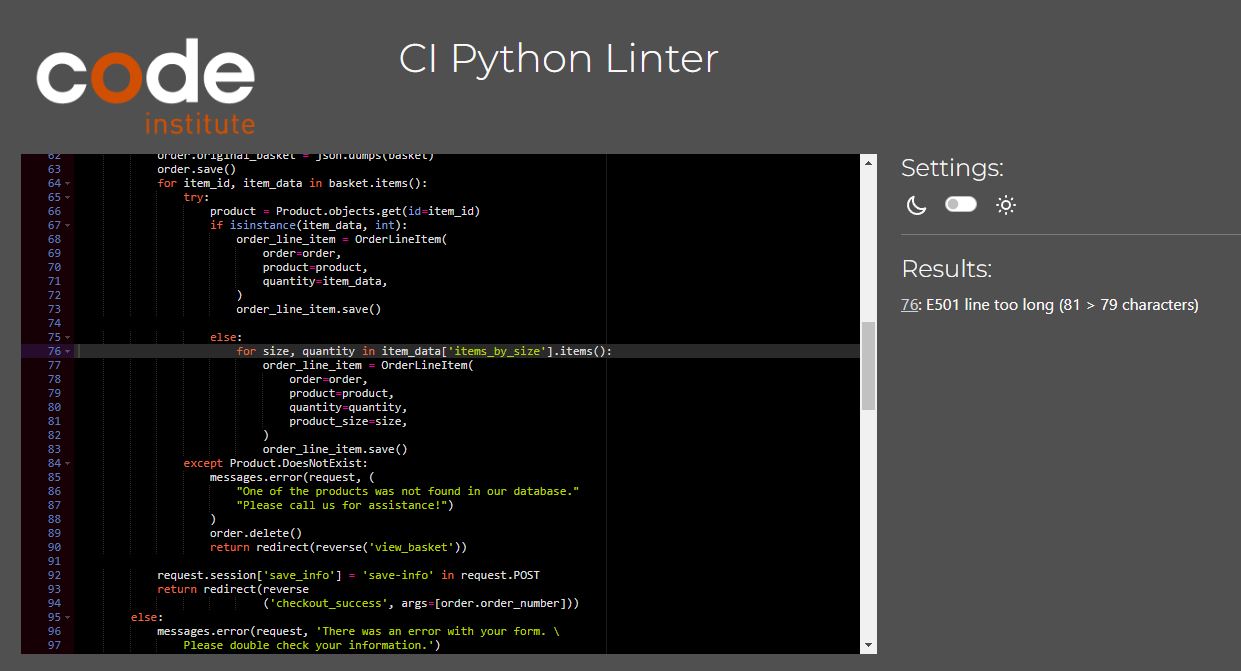 code
institute
CI Python Linter
62 order.original_basket = json.dumps(basket)
63 order.save()
64 for item_id, item_data in basket.items():
65 try:
66 product = Product.objects.get(id=item_id)
67 if isinstance(item_data, int):
68 order_line_item = OrderLineItem(
69 order=order,
70 product=product,
71 quantity=item_data,
72 )
73 order_line_item.save()
74
75 else:
76 for size, quantity in item_data['items_by_size'].items():
77 order_line_item = OrderLineItem(
78 order=order,
79 product=product,
80 quantity=quantity,
81 product_size=size,
82 )
83 order_line_item.save()
84 except Product.DoesNotExist:
85 messages.error(request, (
86 "One of the products was not found in our database."
87 "Please call us for assistance!")
88 )
89 order.delete()
90 return redirect(reverse('view_basket'))
91
92 request.session['save_info'] = 'save-info' in request.POST
93 return redirect(reverse
94 ('checkout_success', args=[order.order_number]))
95 else:
96 messages.error(request, 'There was an error with your form. \
97 Please double check your information.')
Settings:
Results:
76: E501 line too long (81 > 79 characters)